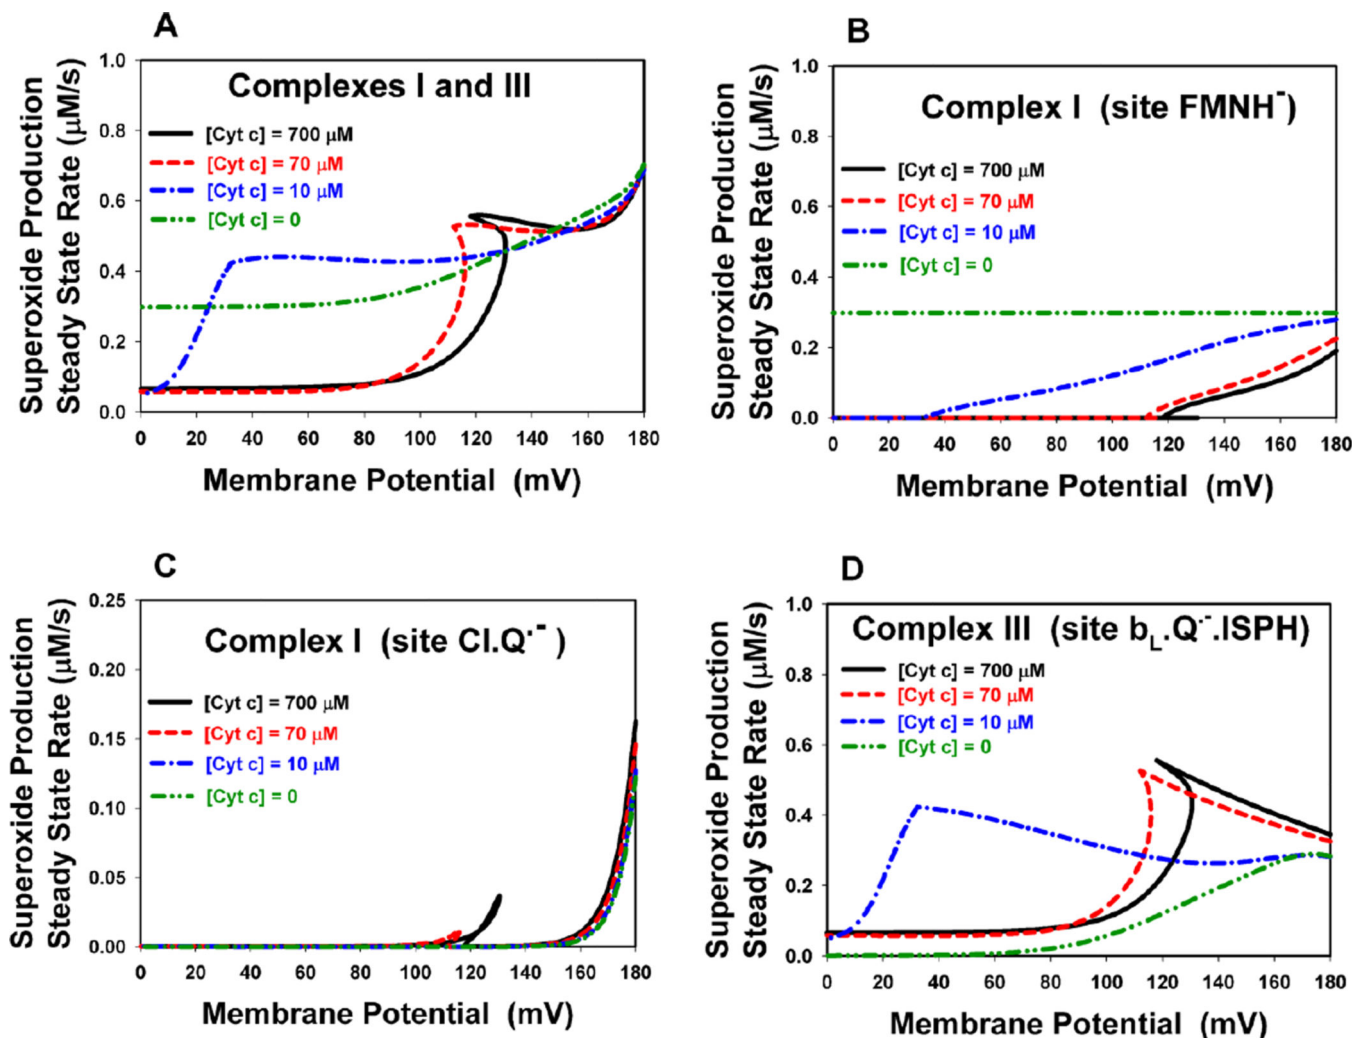 A
Superoxide Production
Steady State Rate (μM/s)
1.0
0.8
0.6
0.4
0.2
0.0
Complexes I and III
[Cyt c] = 700 μM
[Cyt c] = 70 μM
[Cyt c] = 10 μM
[Cyt c] = 0
0 20 40 60 80 100 120 140 160 180
Membrane Potential (mV)
B
Superoxide Production
Steady State Rate (μM/s)
1.0
0.8
0.6
0.4
0.2
0.0
Complex I (site FMNH⁻)
[Cyt c] = 700 μM
[Cyt c] = 70 μM
[Cyt c] = 10 μM
[Cyt c] = 0
0 20 40 60 80 100 120 140 160 180
Membrane Potential (mV)
C
Superoxide Production
Steady State Rate (μM/s)
0.25
0.20
0.15
0.10
0.05
0.00
Complex I (site CI.Q·⁻ )
[Cyt c] = 700 μM
[Cyt c] = 70 μM
[Cyt c] = 10 μM
[Cyt c] = 0
0 20 40 60 80 100 120 140 160 180
Membrane Potential (mV)
D
Superoxide Production
Steady State Rate (μM/s)
1.0
0.8
0.6
0.4
0.2
0.0
Complex III (site b_L.Q·⁻.ISPH)
[Cyt c] = 700 μM
[Cyt c] = 70 μM
[Cyt c] = 10 μM
[Cyt c] = 0
0 20 40 60 80 100 120 140 160 180
Membrane Potential (mV)